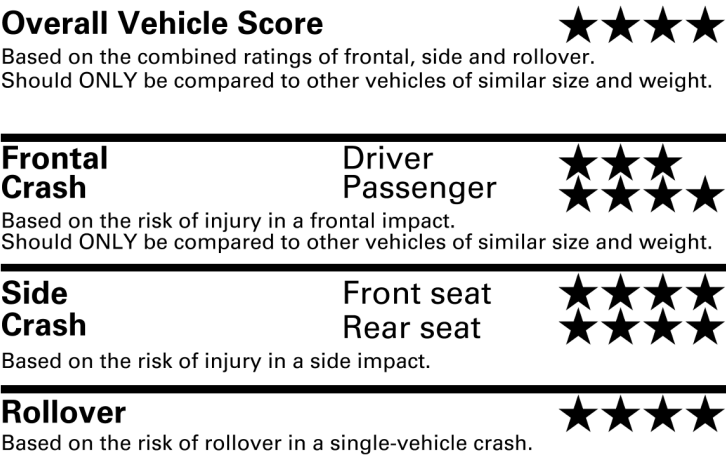 Overall Vehicle Score ★★★★
Based on the combined ratings of frontal, side and rollover.
Should ONLY be compared to other vehicles of similar size and weight.
Frontal Driver ★★★
Crash Passenger ★★★★
Based on the risk of injury in a frontal impact.
Should ONLY be compared to other vehicles of similar size and weight.
Side Front seat ★★★★
Crash Rear seat ★★★★
Based on the risk of injury in a side impact.
Rollover ★★★★
Based on the risk of rollover in a single-vehicle crash.